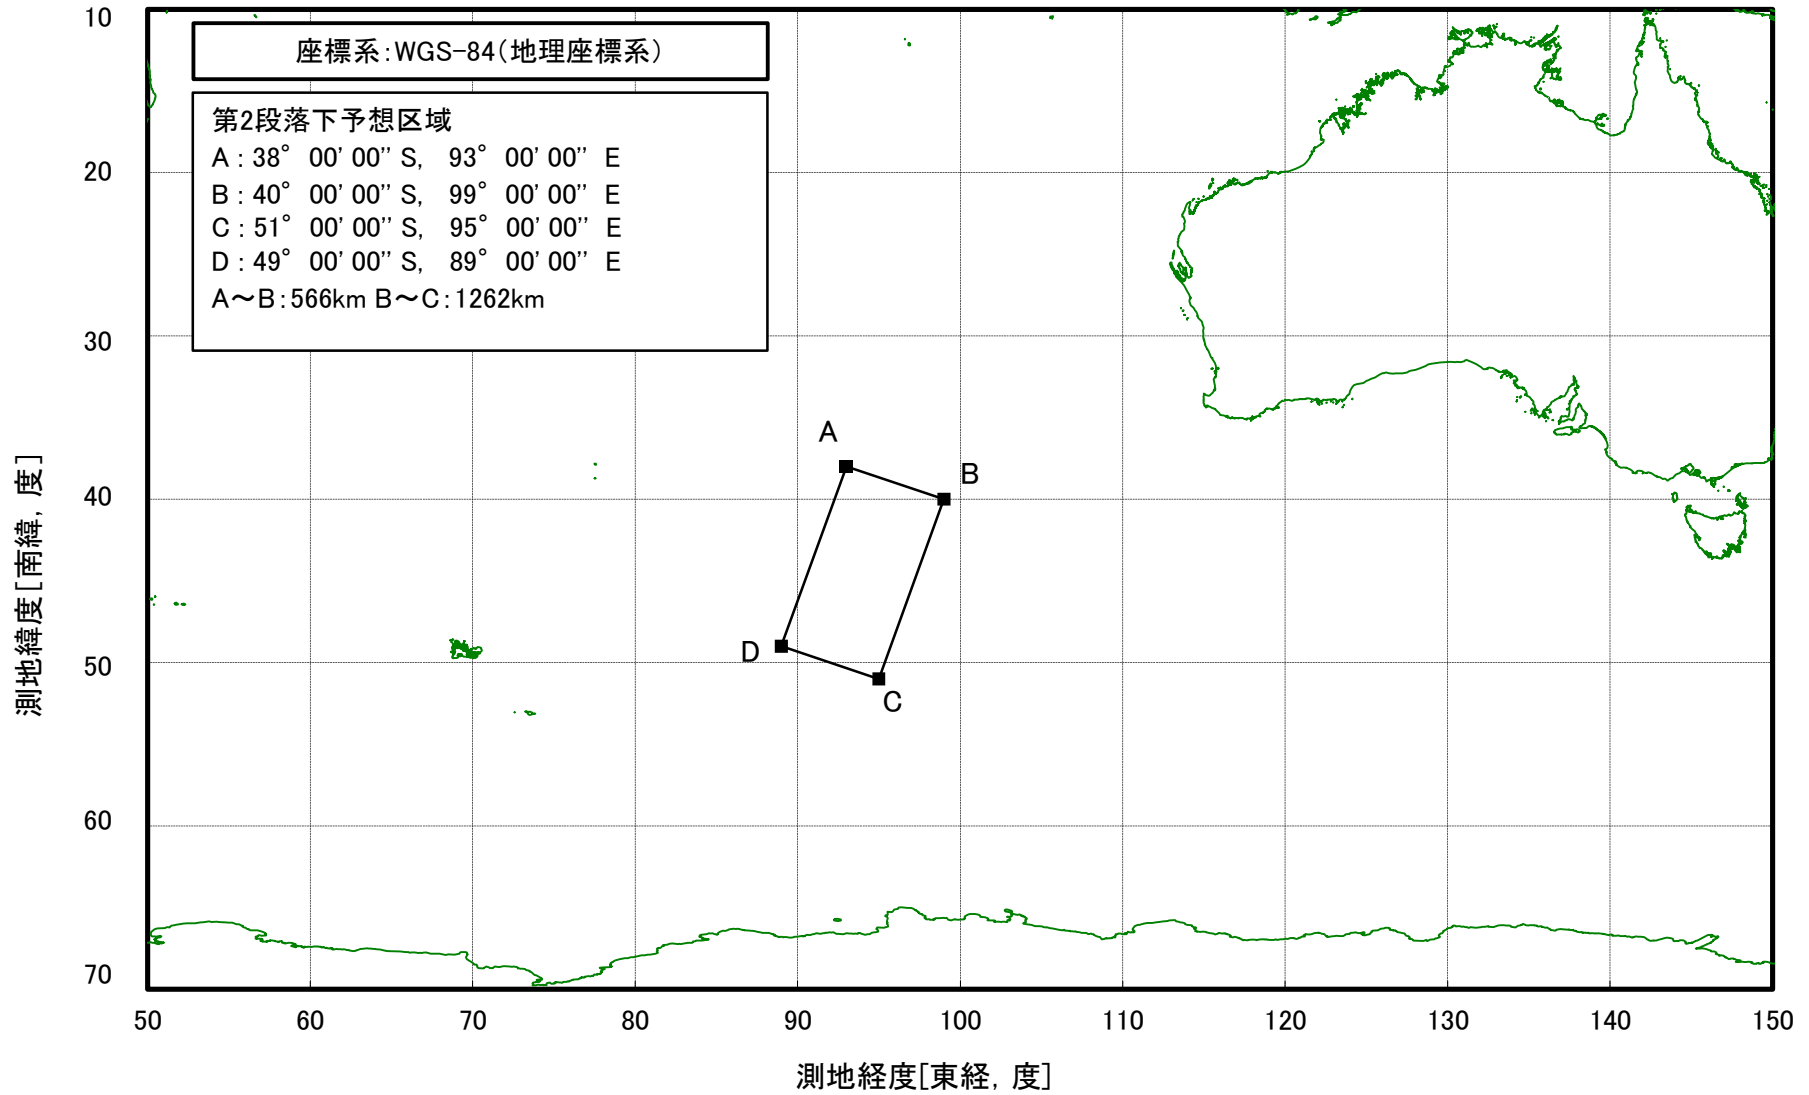 座標系:WGS-84(地理座標系)
第2段落下予想区域
A : 38° 00' 00'' S, 93° 00' 00'' E
B : 40° 00' 00'' S, 99° 00' 00'' E
C : 51° 00' 00'' S, 95° 00' 00'' E
D : 49° 00' 00'' S, 89° 00' 00'' E
A～B:566km B～C:1262km
10
20
30
40
50
60
70
測地緯度[南緯, 度]
A
B
D
C
50 60 70 80 90 100 110 120 130 140 150
測地経度[東経, 度]